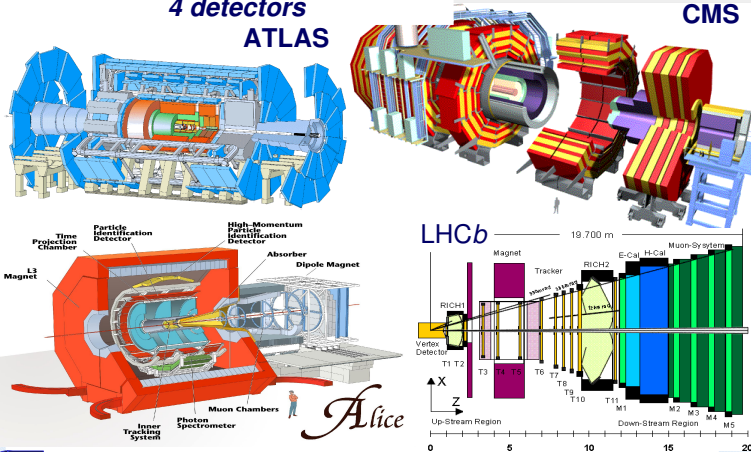 4 detectors
ATLAS
CMS
Time
Projection
Chamber
Particle
Identification
Detector
High-Momentum
Particle
Identification
Detector
Absorber
Dipole Magnet
L3
Magnet
Inner
Tracking
System
Photon
Spectrometer
Muon Chambers
Alice
LHCb
19.700 m
Muon-Systyem
E-Cal
H-Cal
Magnet
Tracker
RICH2
RICH1
Vertex
Detector
T1 T2
T3
T4
T5
T6
T7
T8
T9
T10
T11
M1
M2
M3
M4
M5
X
Z
Up-Stream Region
Down-Stream Region
0 5 10 15 20